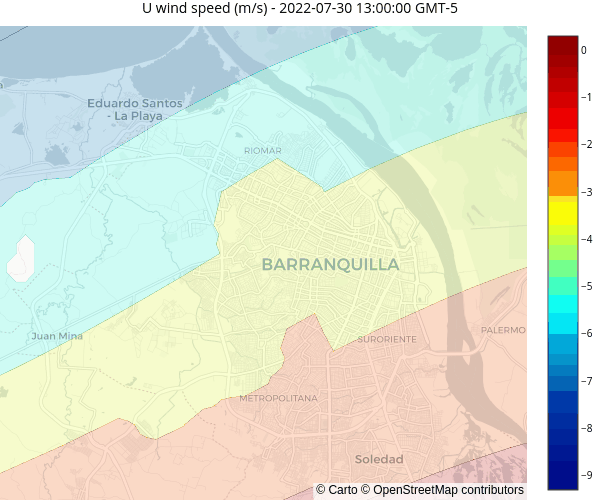 U wind speed (m/s) - 2022-07-30 13:00:00 GMT-5
0
−1
−2
−3
−4
−5
−6
−7
−8
−9
Eduardo Santos
- La Playa
RIOMAR
BARRANQUILLA
Juan Mina
SURORIENTE
PALERMO
METROPOLITANA
Soledad
© Carto © OpenStreetMap contributors